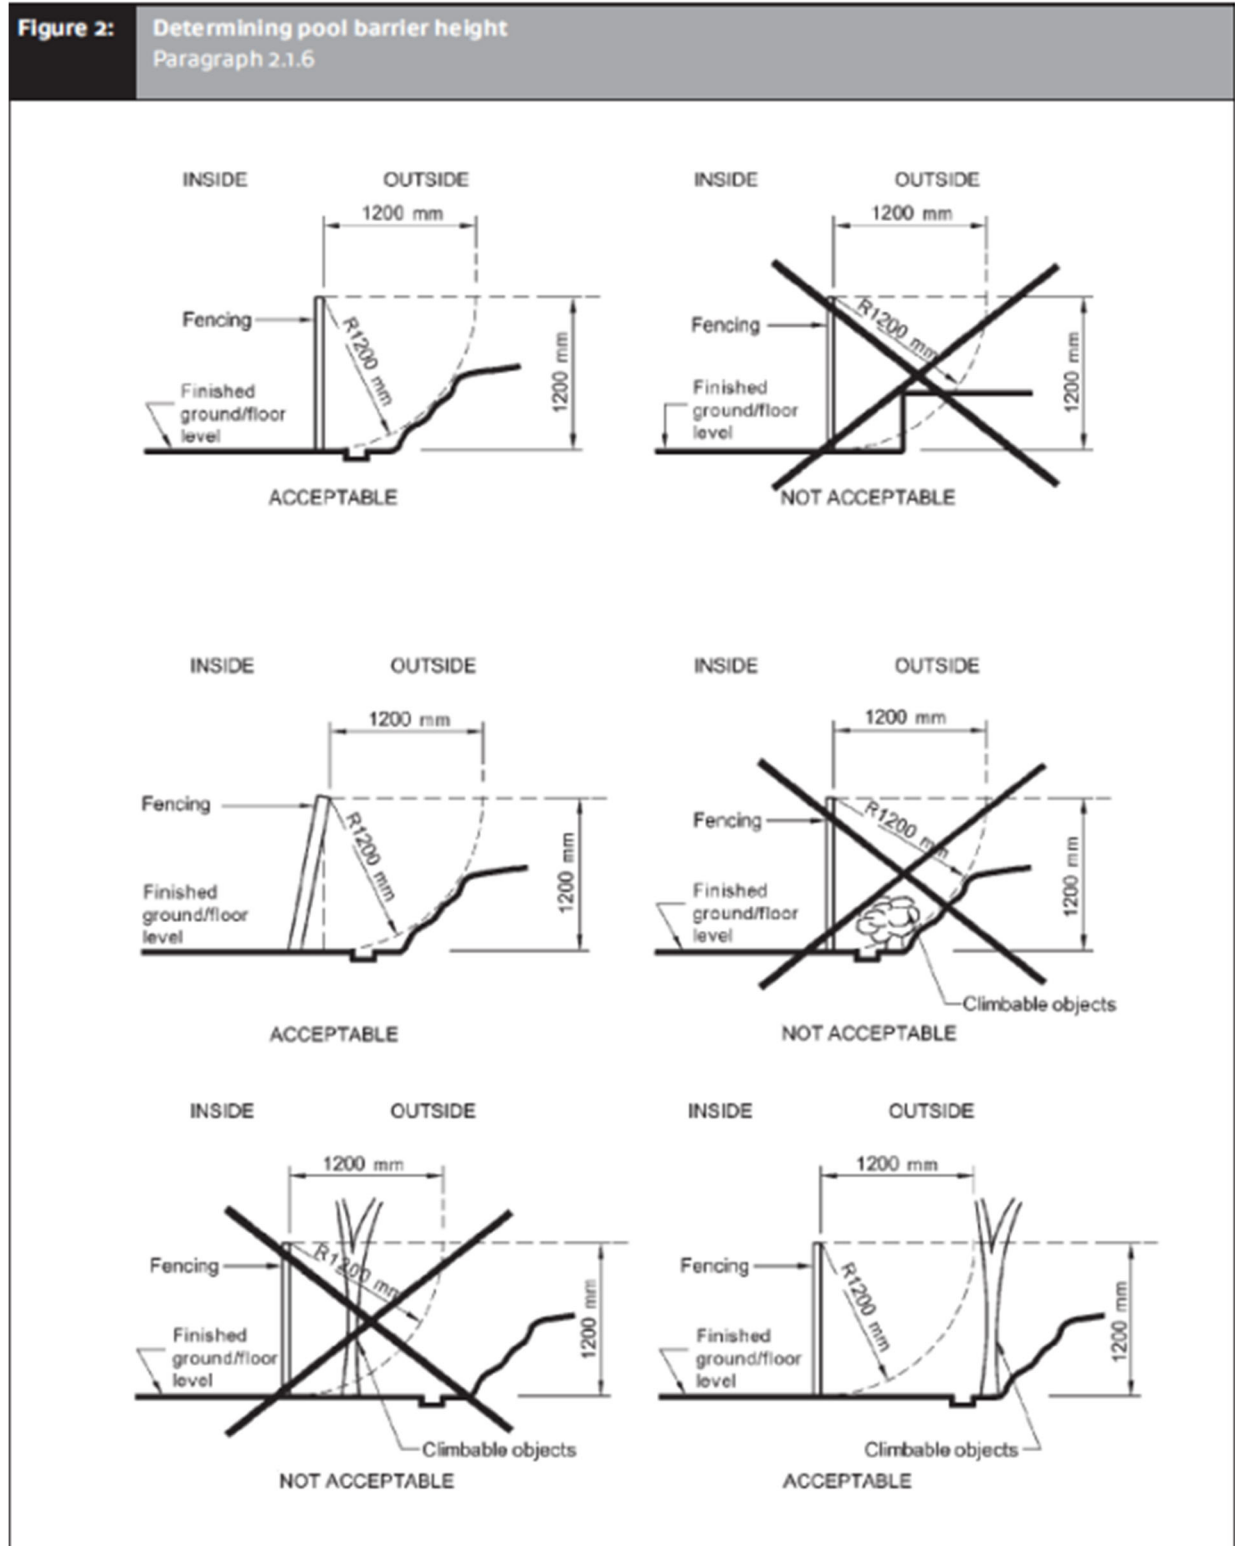 Figure 2:
Determining pool barrier height
Paragraph 2.1.6
INSIDE
OUTSIDE
1200 mm
Fencing
R1200 mm
1200 mm
Finished
ground/floor
level
ACCEPTABLE
INSIDE
OUTSIDE
1200 mm
Fencing
R1200 mm
1200 mm
Finished
ground/floor
level
NOT ACCEPTABLE
INSIDE
OUTSIDE
1200 mm
Fencing
R1200 mm
1200 mm
Finished
ground/floor
level
ACCEPTABLE
INSIDE
OUTSIDE
1200 mm
Fencing
R1200 mm
1200 mm
Finished
ground/floor
level
Climbable objects
NOT ACCEPTABLE
INSIDE
OUTSIDE
1200 mm
Fencing
R1200 mm
1200 mm
Finished
ground/floor
level
Climbable objects
NOT ACCEPTABLE
INSIDE
OUTSIDE
1200 mm
Fencing
R1200 mm
1200 mm
Finished
ground/floor
level
Climbable objects
ACCEPTABLE